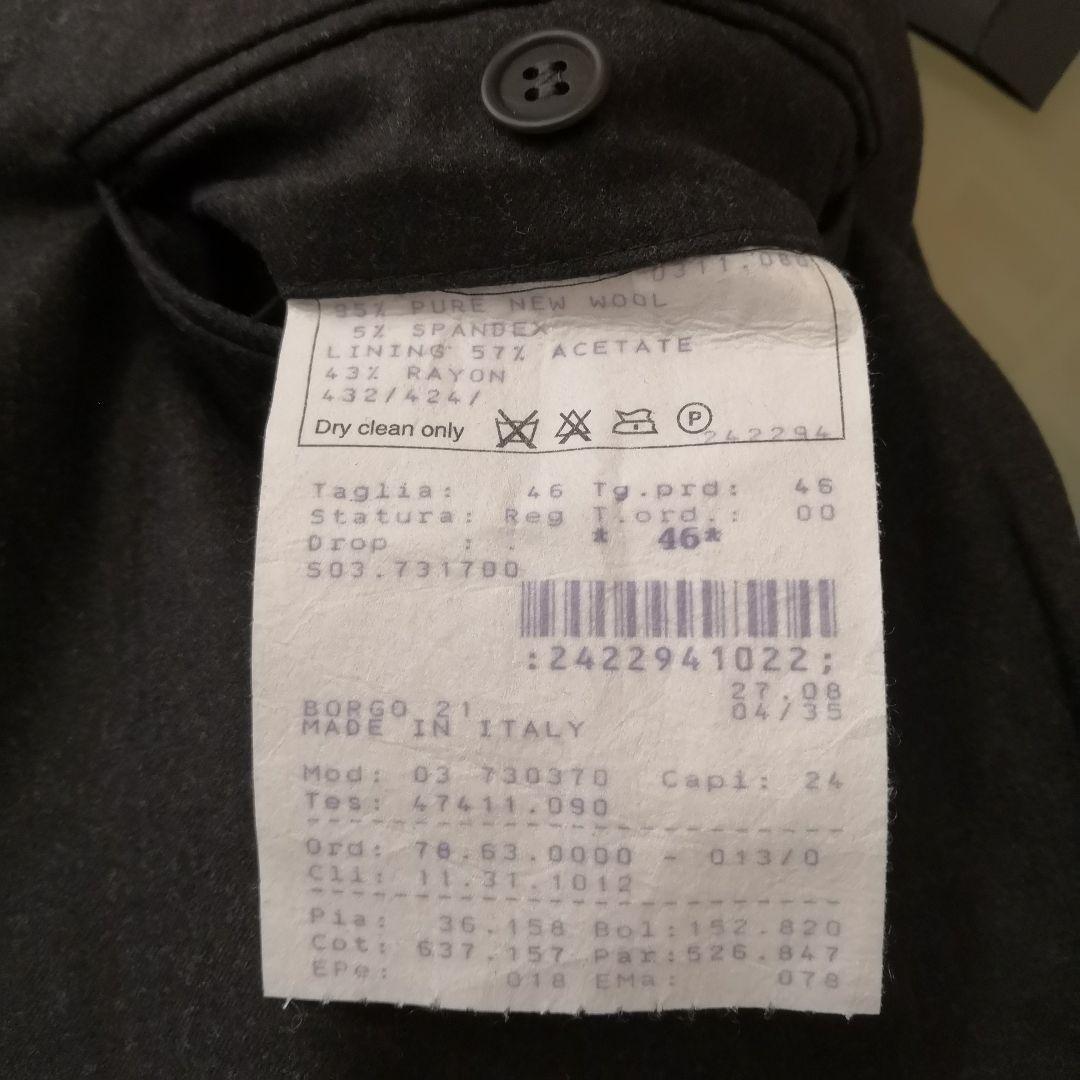 0311.080
95% PURE NEW WOOL
5% SPANDEX
LINING 57% ACETATE
43% RAYON
432/424/
Dry clean only P 242294
Taglia: 46 Tg.prd: 46
Statura: Reg T.ord.: 00
Drop : . * 46*
S03.731700
:2422941022;
27.08
BORGO 21 04/35
MADE IN ITALY
Mod: 03 730370 Capi: 24
Tes: 47411.090
Ord: 78.63.0000 - 013/0
Cli: 11.31.1012
Pia: 36.158 Bol:152.820
Cot: 637.157 Par:526.847
EPe: 018 EMa: 078